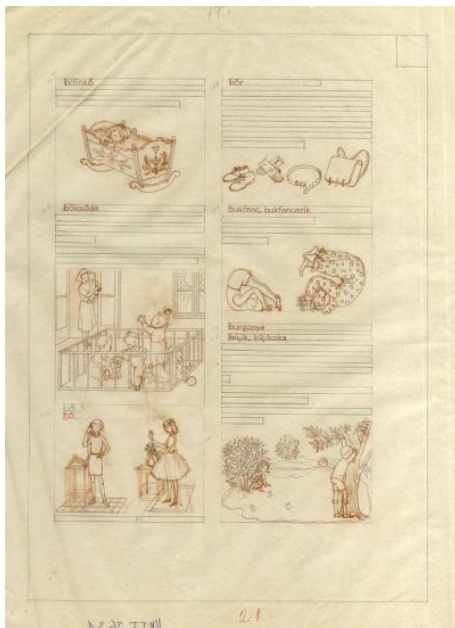 bölcső
bölcsőde
bőr
bukfenc, bukfencezik
burgonya
bújik, bújócska
21